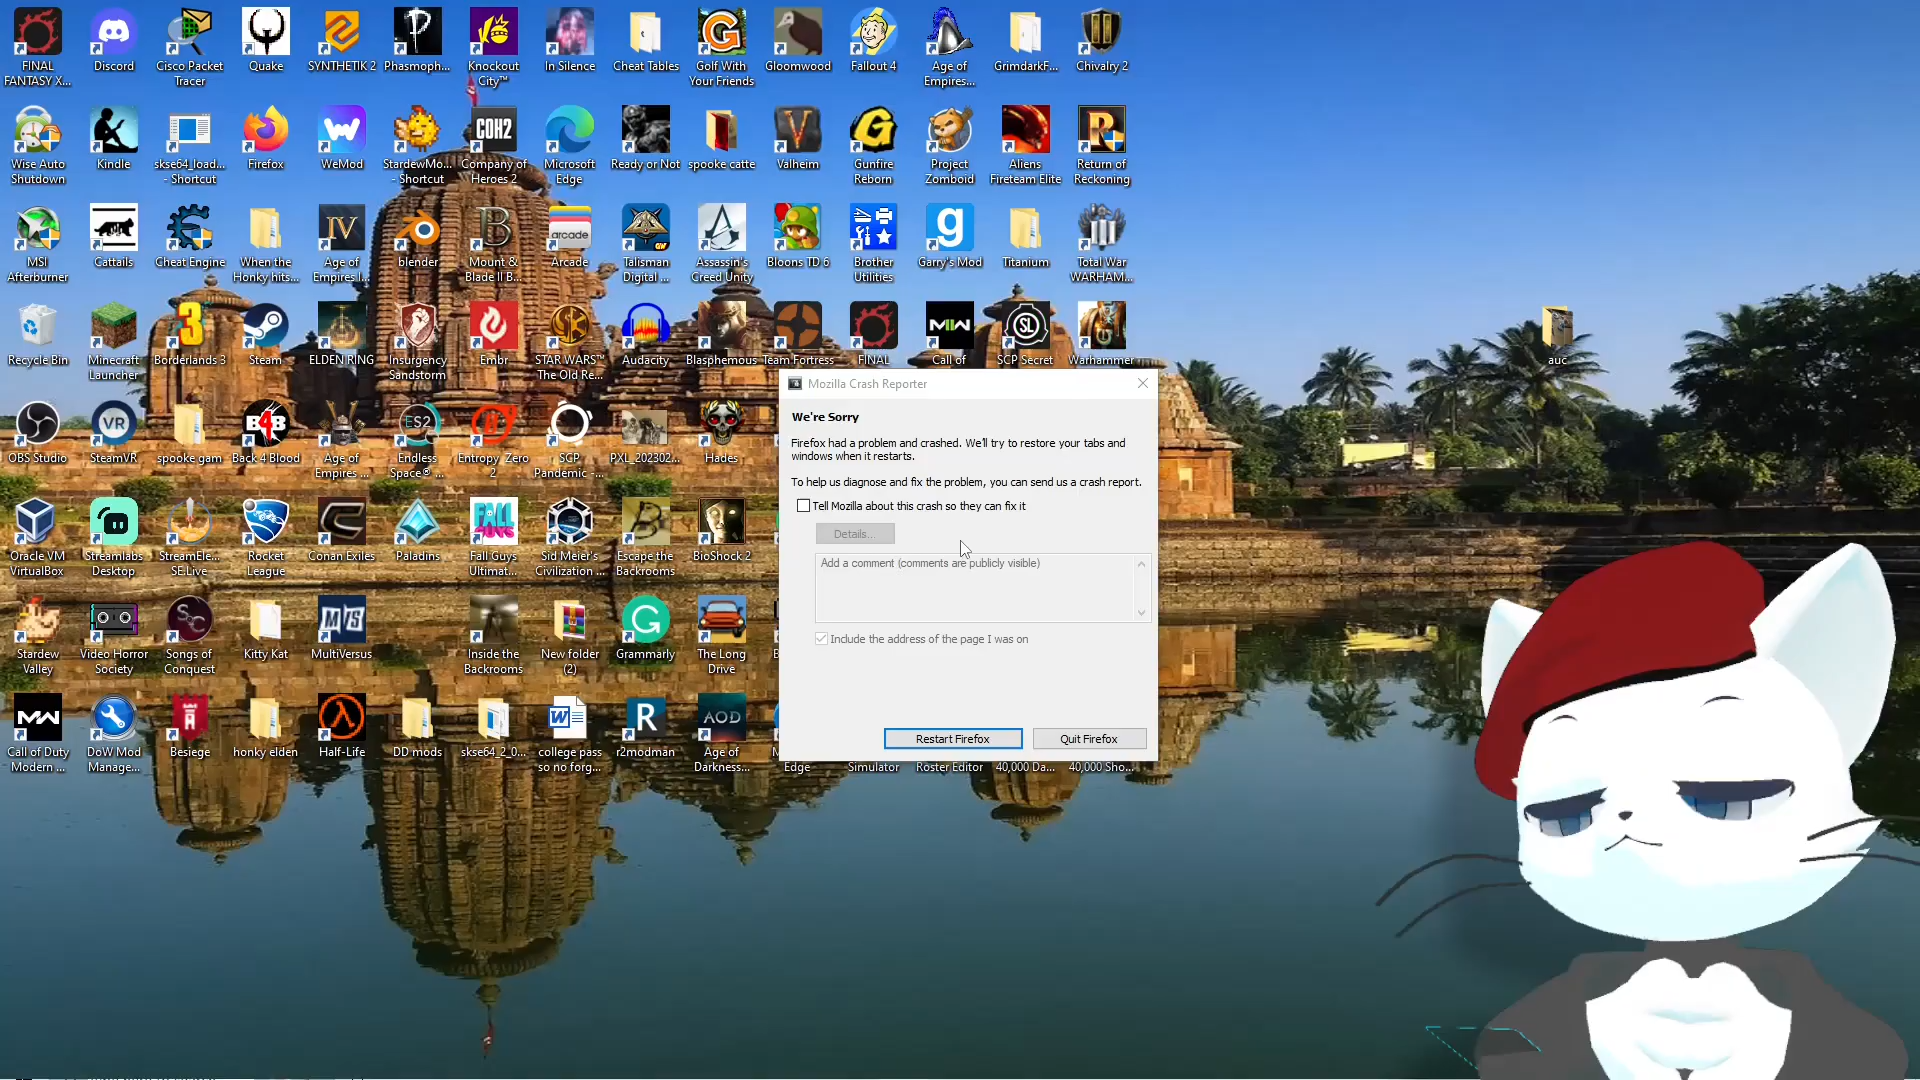 FINAL
FANTASY X...
Discord
Cisco Packet
Tracer
Quake
SYNTHETIK 2
Phasmoph...
Knockout
City™
In Silence
Cheat Tables
Golf With
Your Friends
Gloomwood
Fallout 4
Age of
Empires...
GrimdarkF...
Chivalry 2
Wise Auto
Shutdown
Kindle
skse64_load...
- Shortcut
Firefox
WeMod
StardewMo...
- Shortcut
COH2
Company of
Heroes 2
Microsoft
Edge
Ready or Not
spooke catte
Valheim
Gunfire
Reborn
Project
Zomboid
Aliens
Fireteam Elite
Return of
Reckoning
MSI
Afterburner
Cattails
Cheat Engine
When the
Honky hits...
IV
Age of
Empires I...
blender
B
Mount &
Blade II B...
arcade
Arcade
Talisman
Digital ...
Assassin's
Creed Unity
Bloons TD 6
Brother
Utilities
g
Garry's Mod
Titanium
Total War
WARHAM...
Recycle Bin
Minecraft
Launcher
3
Borderlands 3
Steam
ELDEN RING
Insurgency
Sandstorm
Embr
STAR WARS™
The Old Re...
Audacity
Blasphemous
Team Fortress
FINAL
Call of
SL
SCP Secret
Warhammer
auc
OBS Studio
VR
SteamVR
spooke gam
B4B
Back 4 Blood
Age of
Empires ...
ES2
Endless
Space® ...
Entropy Zero
2
SCP
Pandemic -...
PXL_202302...
Hades
Oracle VM
VirtualBox
Streamlabs
Desktop
StreamEle...
SE.Live
Rocket
League
Conan Exiles
Paladins
FALL
GUYS
Fall Guys
Ultimat...
Sid Meier's
Civilization ...
Escape the
Backrooms
BioShock 2
Stardew
Valley
Video Horror
Society
Songs of
Conquest
Kitty Kat
MultiVersus
Inside the
Backrooms
New folder
(2)
Grammarly
The Long
Drive
Call of Duty
Modern ...
DoW Mod
Manage...
Besiege
honky elden
Half-Life
DD mods
skse64_2_0...
college pass
so no forg...
R
r2modman
AOD
Age of
Darkness...
Edge
Simulator
Roster Editor
40,000 Da...
40,000 Sho...
Mozilla Crash Reporter
We're Sorry
Firefox had a problem and crashed. We'll try to restore your tabs and
windows when it restarts.
To help us diagnose and fix the problem, you can send us a crash report.
Tell Mozilla about this crash so they can fix it
Details...
Add a comment (comments are publicly visible)
Include the address of the page I was on
Restart Firefox
Quit Firefox